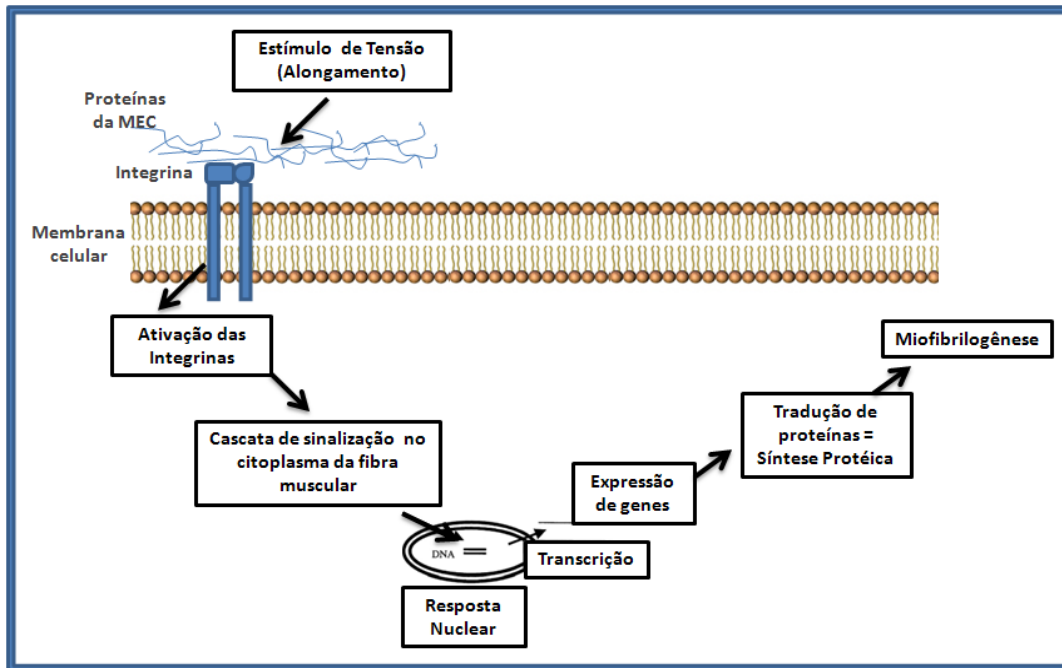 Estímulo de Tensão
(Alongamento)
Proteínas
da MEC
Integrina
Membrana
celular
Ativação das
Integrinas
Cascata de sinalização no
citoplasma da fibra
muscular
DNA
Resposta
Nuclear
Transcrição
Expressão
de genes
Tradução de
proteínas =
Síntese Protéica
Miofibrilogênese